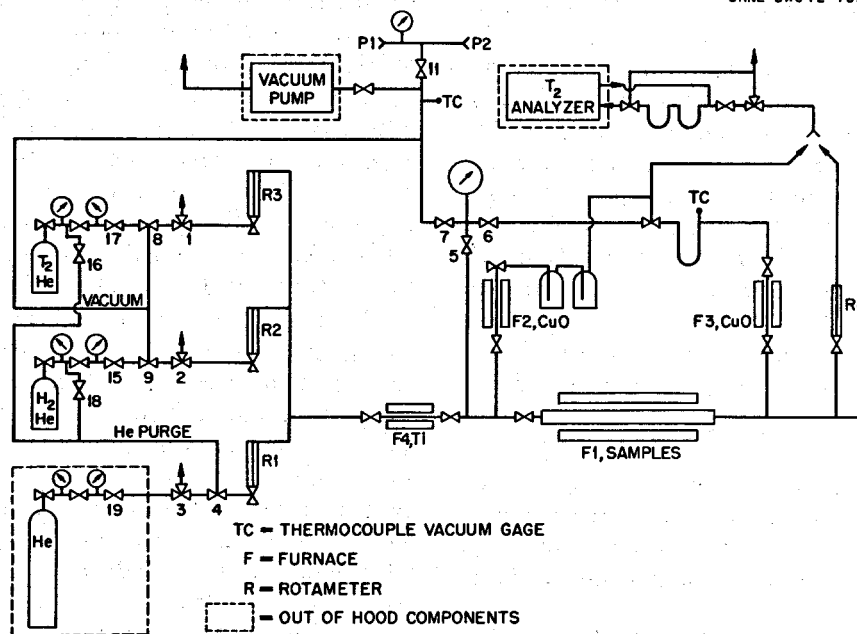 P1
P2
11
VACUUM
PUMP
TC
T2
ANALYZER
R3
TC
17
8
1
7
6
5
16
T2
He
VACUUM
R2
F2,CuO
F3,CuO
R
15
9
2
H2
He
18
He PURGE
R1
F4,TI
F1,SAMPLES
He
19
3
4
TC = THERMOCOUPLE VACUUM GAGE
F = FURNACE
R = ROTAMETER
= OUT OF HOOD COMPONENTS